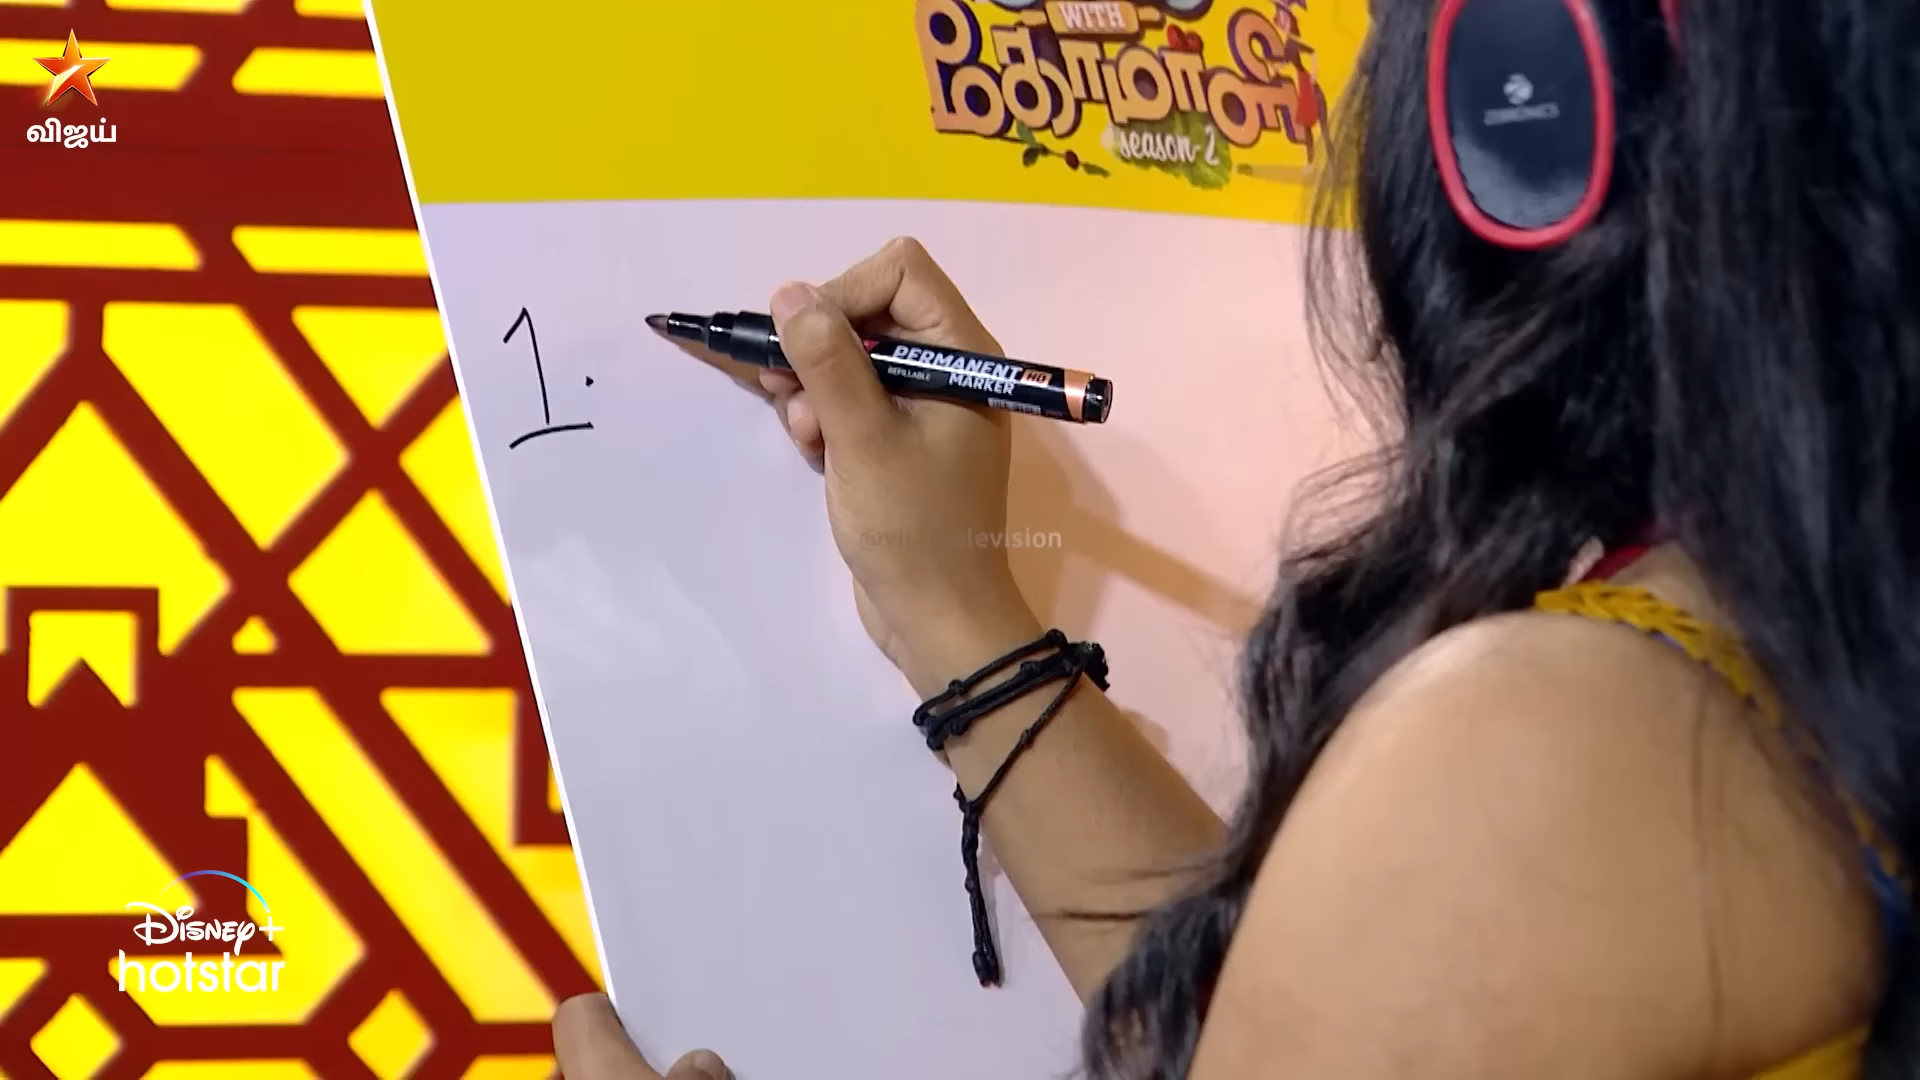 விஜய்
WITH
கோமாளி
season-2
1.
PERMANENT HD
REFILLABLE MARKER
Disney+
hotstar